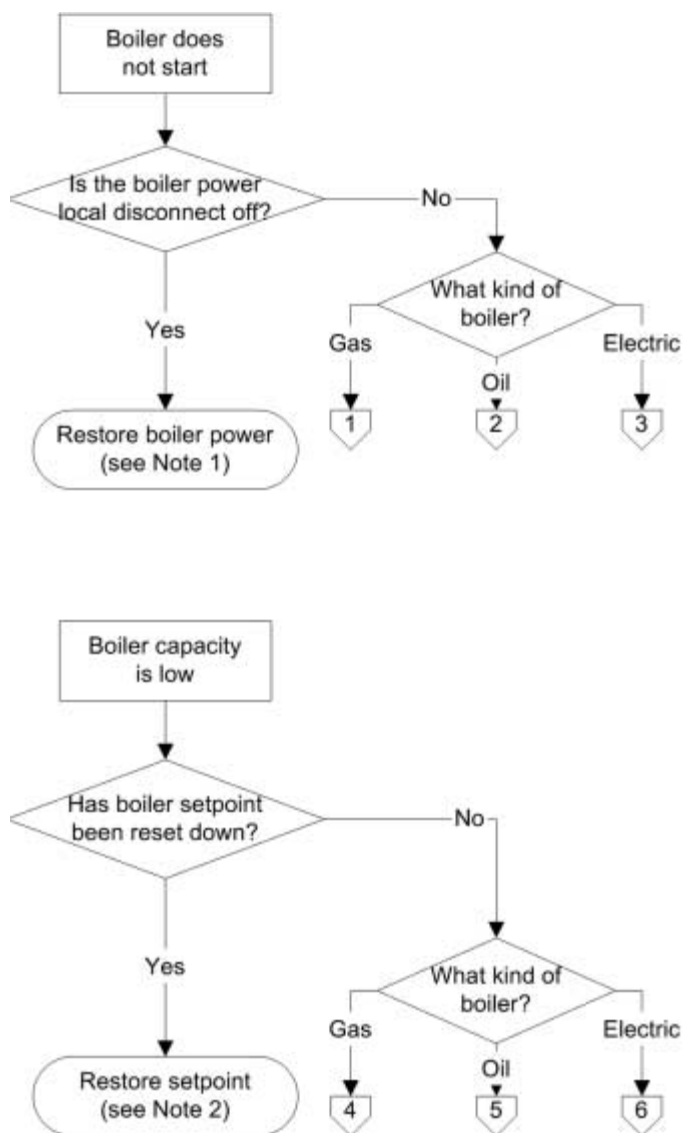 Boiler does
not start
Is the boiler power
local disconnect off?
No
What kind of
boiler?
Yes
Gas
Oil
Electric
1
2
3
Restore boiler power
(see Note 1)
Boiler capacity
is low
Has boiler setpoint
been reset down?
No
What kind of
boiler?
Yes
Gas
Oil
Electric
4
5
6
Restore setpoint
(see Note 2)